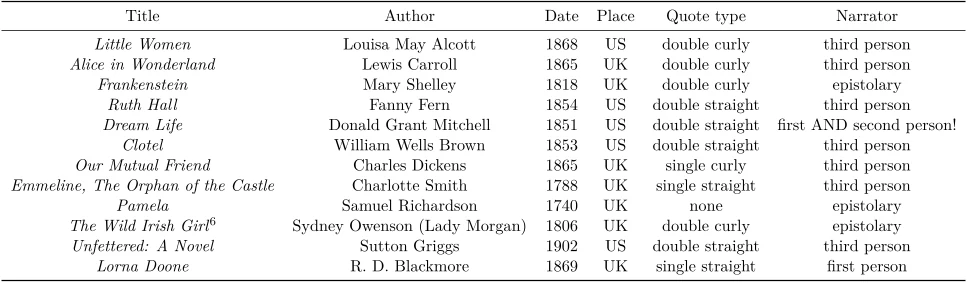 Title Author Date Place Quote type Narrator
Little Women Louisa May Alcott 1868 US double curly third person
Alice in Wonderland Lewis Carroll 1865 UK double curly third person
Frankenstein Mary Shelley 1818 UK double curly epistolary
Ruth Hall Fanny Fern 1854 US double straight third person
Dream Life Donald Grant Mitchell 1851 US double straight first AND second person!
Clotel William Wells Brown 1853 US double straight third person
Our Mutual Friend Charles Dickens 1865 UK single curly third person
Emmeline, The Orphan of the Castle Charlotte Smith 1788 UK single straight third person
Pamela Samuel Richardson 1740 UK none epistolary
The Wild Irish Girl⁶ Sydney Owenson (Lady Morgan) 1806 UK double curly epistolary
Unfettered: A Novel Sutton Griggs 1902 US double straight third person
Lorna Doone R. D. Blackmore 1869 UK single straight first person